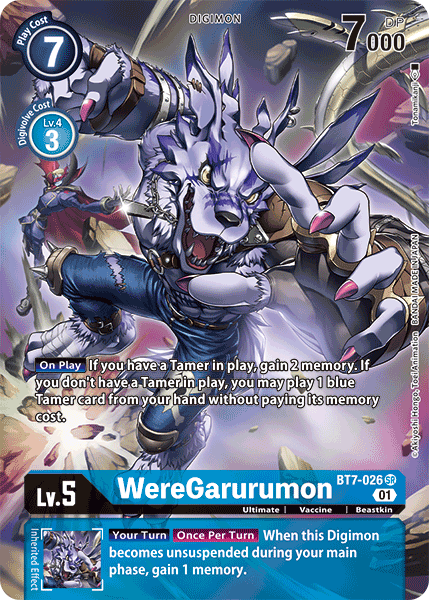 DIGIMON
Play Cost
7
DP
7000
Digivolve Cost
Lv.4
3
Tonamikanji
©Akiyoshi Hongo, Toei Animation BANDAI MADE IN JAPAN
On Play If you have a Tamer in play, gain 2 memory. If
you don't have a Tamer in play, you may play 1 blue
Tamer card from your hand without paying its memory
cost.
Lv.5
WereGarurumon
BT7-026 SR
01
Ultimate | Vaccine | Beastkin
Inherited Effect
Your Turn Once Per Turn When this Digimon
becomes unsuspended during your main
phase, gain 1 memory.